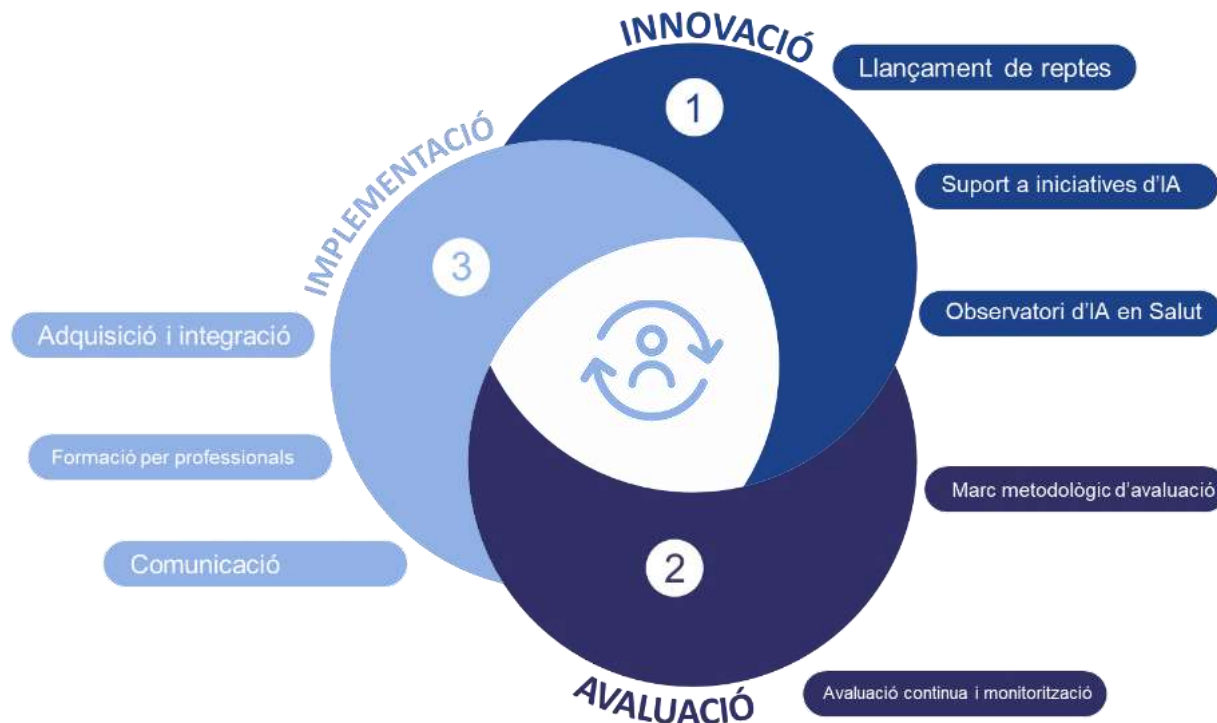 INNOVACIÓ
1
Llançament de reptes
Suport a iniciatives d'IA
Observatori d'IA en Salut
IMPLEMENTACIÓ
3
Adquisició i integració
Formació per professionals
Comunicació
2
AVALUACIÓ
Marc metodològic d'avaluació
Avaluació continua i monitorització